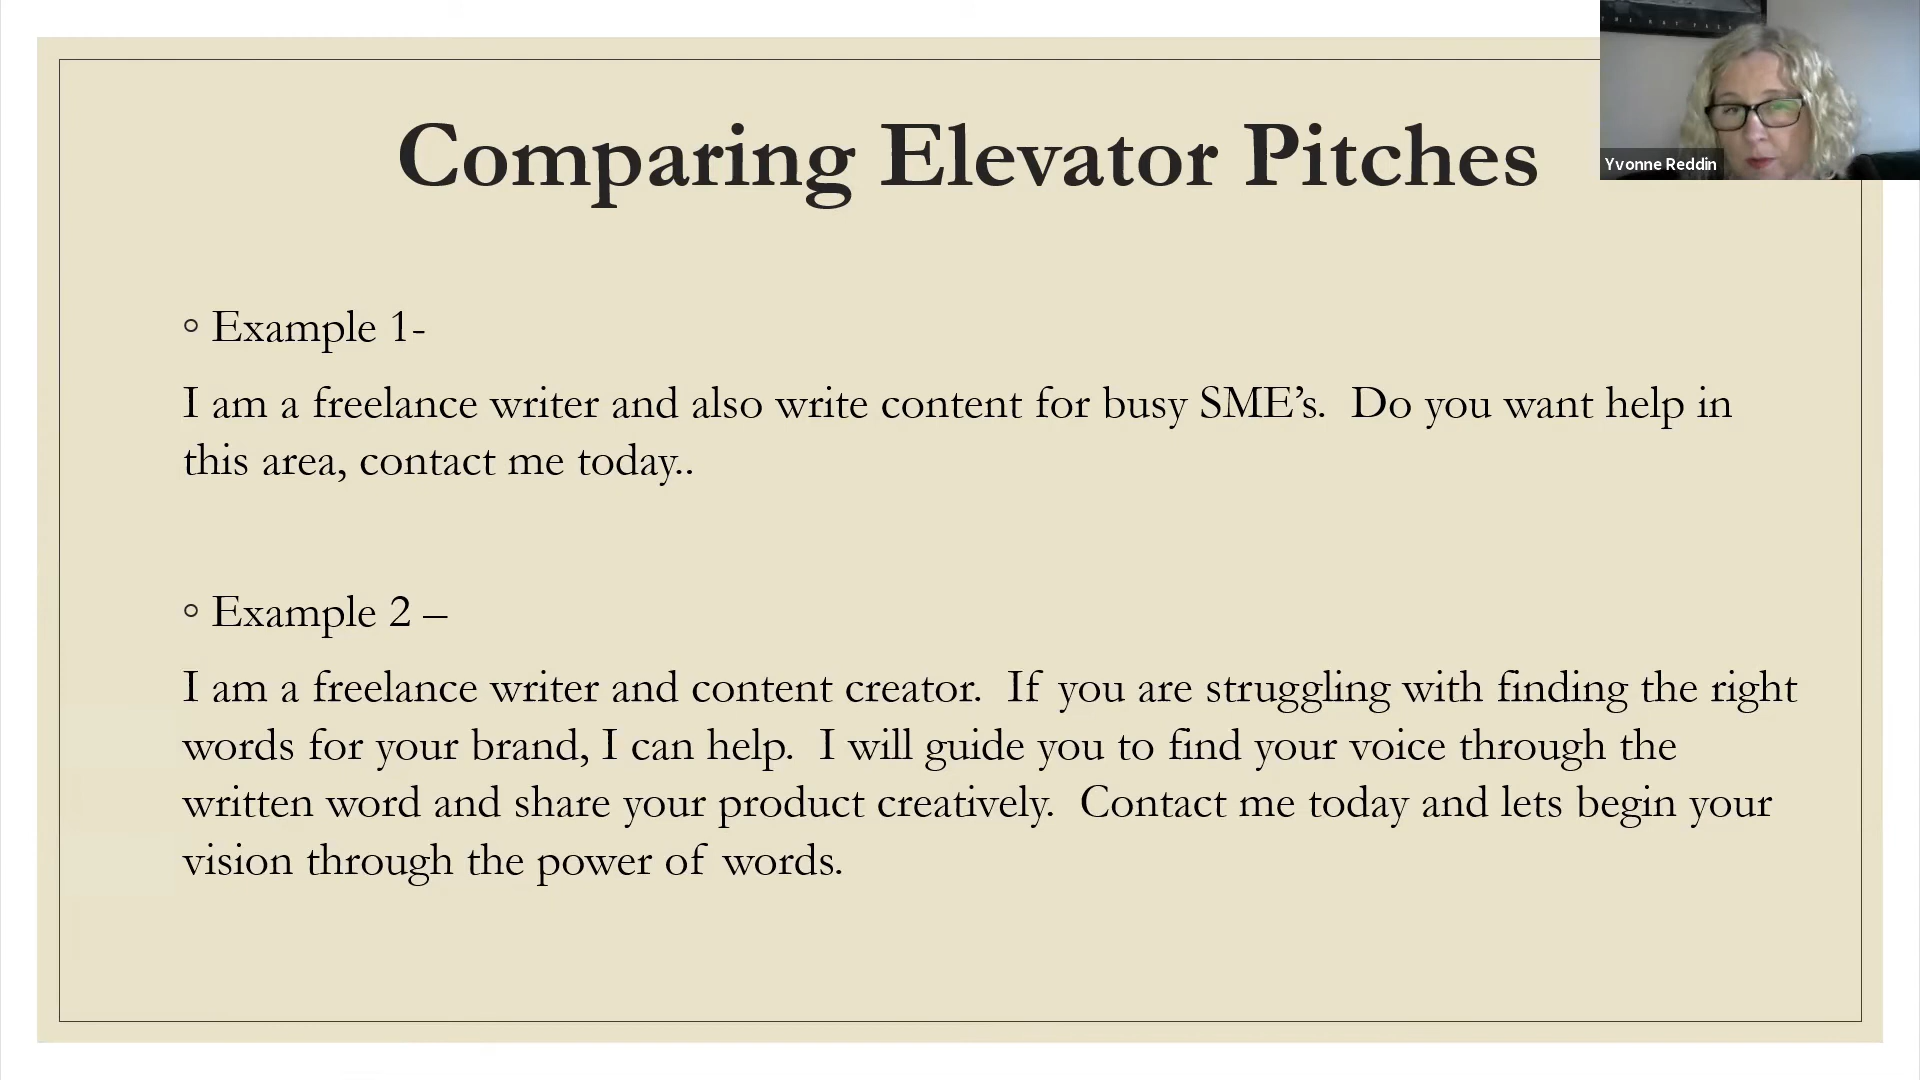 Comparing Elevator Pitches
Yvonne Reddin
◦ Example 1-
I am a freelance writer and also write content for busy SME’s.  Do you want help in
this area, contact me today..
◦ Example 2 –
I am a freelance writer and content creator.  If you are struggling with finding the right
words for your brand, I can help.  I will guide you to find your voice through the
written word and share your product creatively.  Contact me today and lets begin your
vision through the power of words.